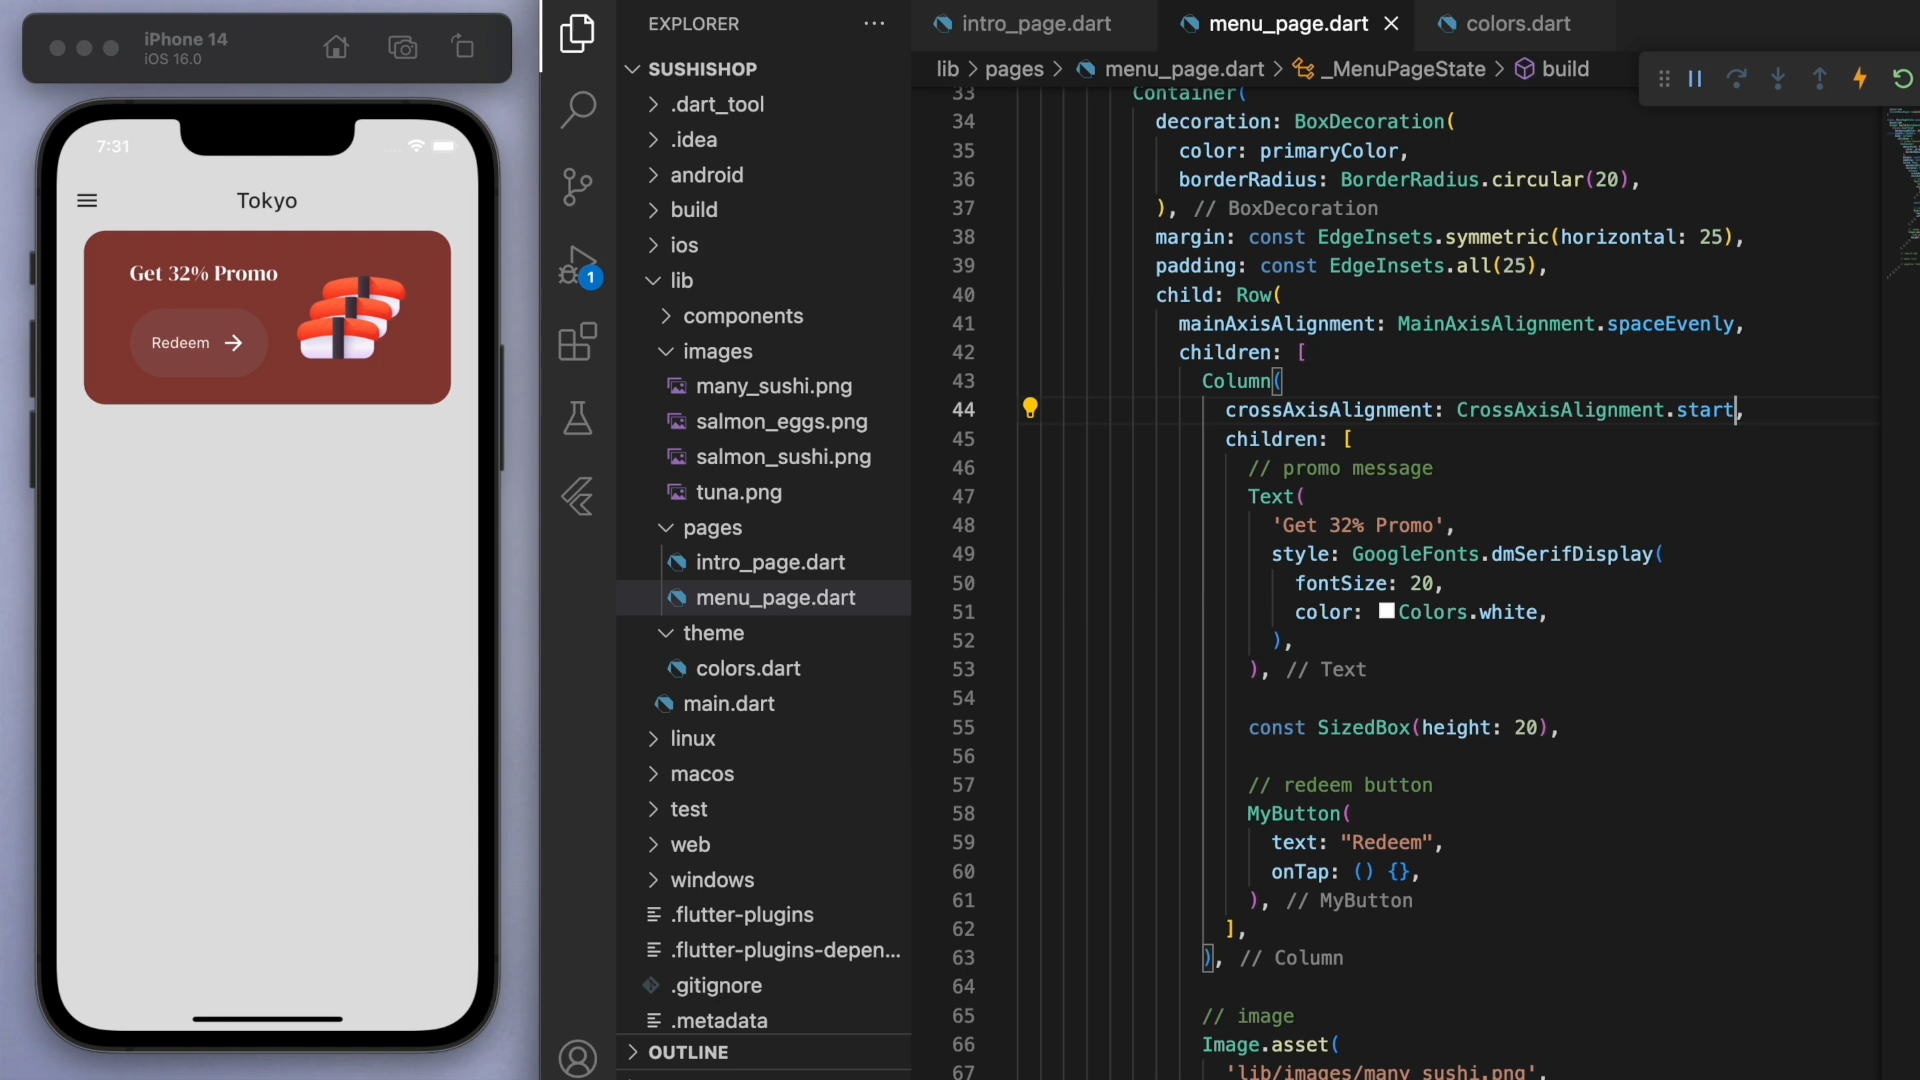 iPhone 14
iOS 16.0
7:31
Tokyo
Get 32% Promo
Redeem
EXPLORER
SUSHISHOP
.dart_tool
.idea
android
build
ios
lib
components
images
many_sushi.png
salmon_eggs.png
salmon_sushi.png
tuna.png
pages
intro_page.dart
menu_page.dart
theme
colors.dart
main.dart
linux
macos
test
web
windows
.flutter-plugins
.flutter-plugins-depen...
.gitignore
.metadata
OUTLINE
1
intro_page.dart
menu_page.dart
colors.dart
lib > pages > menu_page.dart > _MenuPageState > build
33 Container(
34 decoration: BoxDecoration(
35 color: primaryColor,
36 borderRadius: BorderRadius.circular(20),
37 ), // BoxDecoration
38 margin: const EdgeInsets.symmetric(horizontal: 25),
39 padding: const EdgeInsets.all(25),
40 child: Row(
41 mainAxisAlignment: MainAxisAlignment.spaceEvenly,
42 children: [
43 Column(
44 crossAxisAlignment: CrossAxisAlignment.start,
45 children: [
46 // promo message
47 Text(
48 'Get 32% Promo',
49 style: GoogleFonts.dmSerifDisplay(
50 fontSize: 20,
51 color: Colors.white,
52 ),
53 ), // Text
54
55 const SizedBox(height: 20),
56
57 // redeem button
58 MyButton(
59 text: "Redeem",
60 onTap: () {},
61 ), // MyButton
62 ],
63 ), // Column
64
65 // image
66 Image.asset(
67 'lib/images/many_sushi.png',